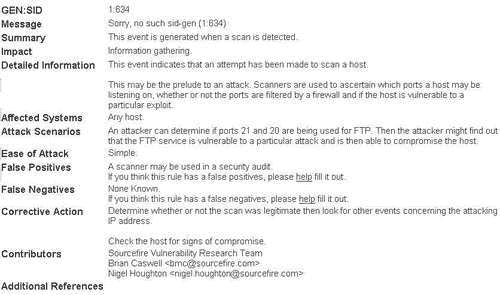 GEN:SID 1:634
Message Sorry, no such sid-gen (1:634)
Summary This event is generated when a scan is detected.
Impact Information gathering.
Detailed Information This event indicates that an attempt has been made to scan a host.
This may be the prelude to an attack. Scanners are used to ascertain which ports a host may be
listening on, whether or not the ports are filtered by a firewall and if the host is vulnerable to a
particular exploit.
Affected Systems Any host.
Attack Scenarios An attacker can determine if ports 21 and 20 are being used for FTP. Then the attacker might find out
that the FTP service is vulnerable to a particular attack and is then able to compromise the host.
Ease of Attack Simple.
False Positives A scanner may be used in a security audit.
If you think this rule has a false positives, please help fill it out.
False Negatives None Known.
If you think this rule has a false negatives, please help fill it out.
Corrective Action Determine whether or not the scan was legitimate then look for other events concerning the attacking
IP address.
Check the host for signs of compromise.
Contributors Sourcefire Vulnerability Research Team
Brian Caswell <bmc@sourcefire.com>
Nigel Houghton <nigel.houghton@sourcefire.com>
Additional References